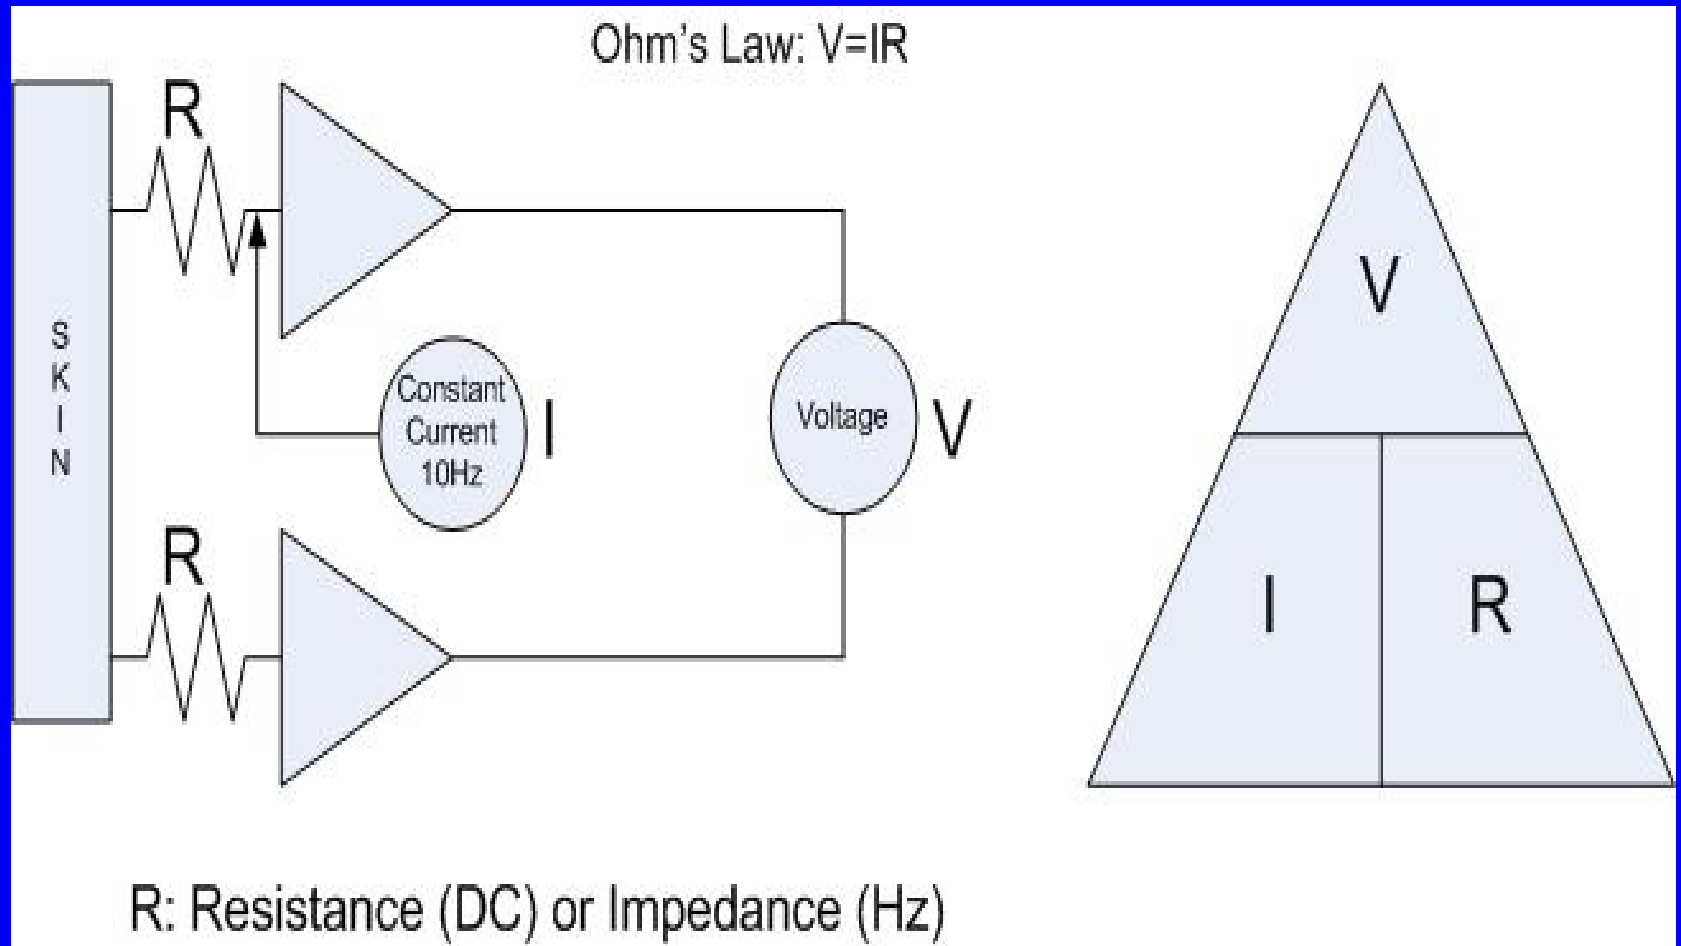 Ohm's Law: V=IR
R
S
K
I
N
Constant
Current
10Hz
I
Voltage
V
R
V
I
R
R: Resistance (DC) or Impedance (Hz)